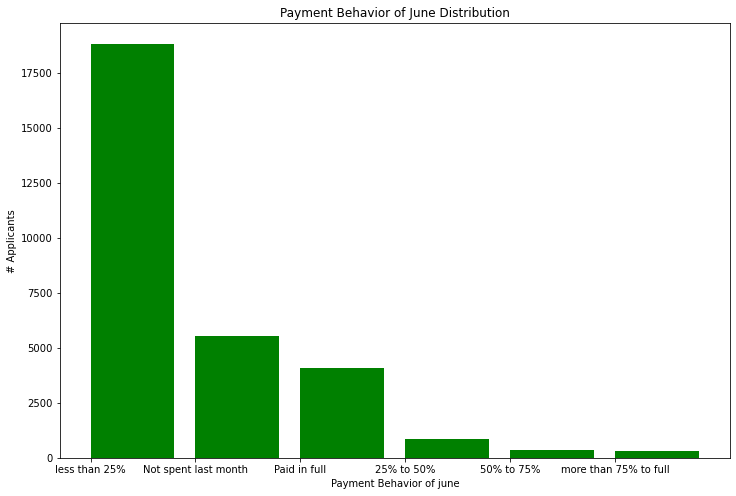 Payment Behavior of June Distribution
# Applicants
17500
15000
12500
10000
7500
5000
2500
0
less than 25%
Not spent last month
Paid in full
25% to 50%
50% to 75%
more than 75% to full
Payment Behavior of june